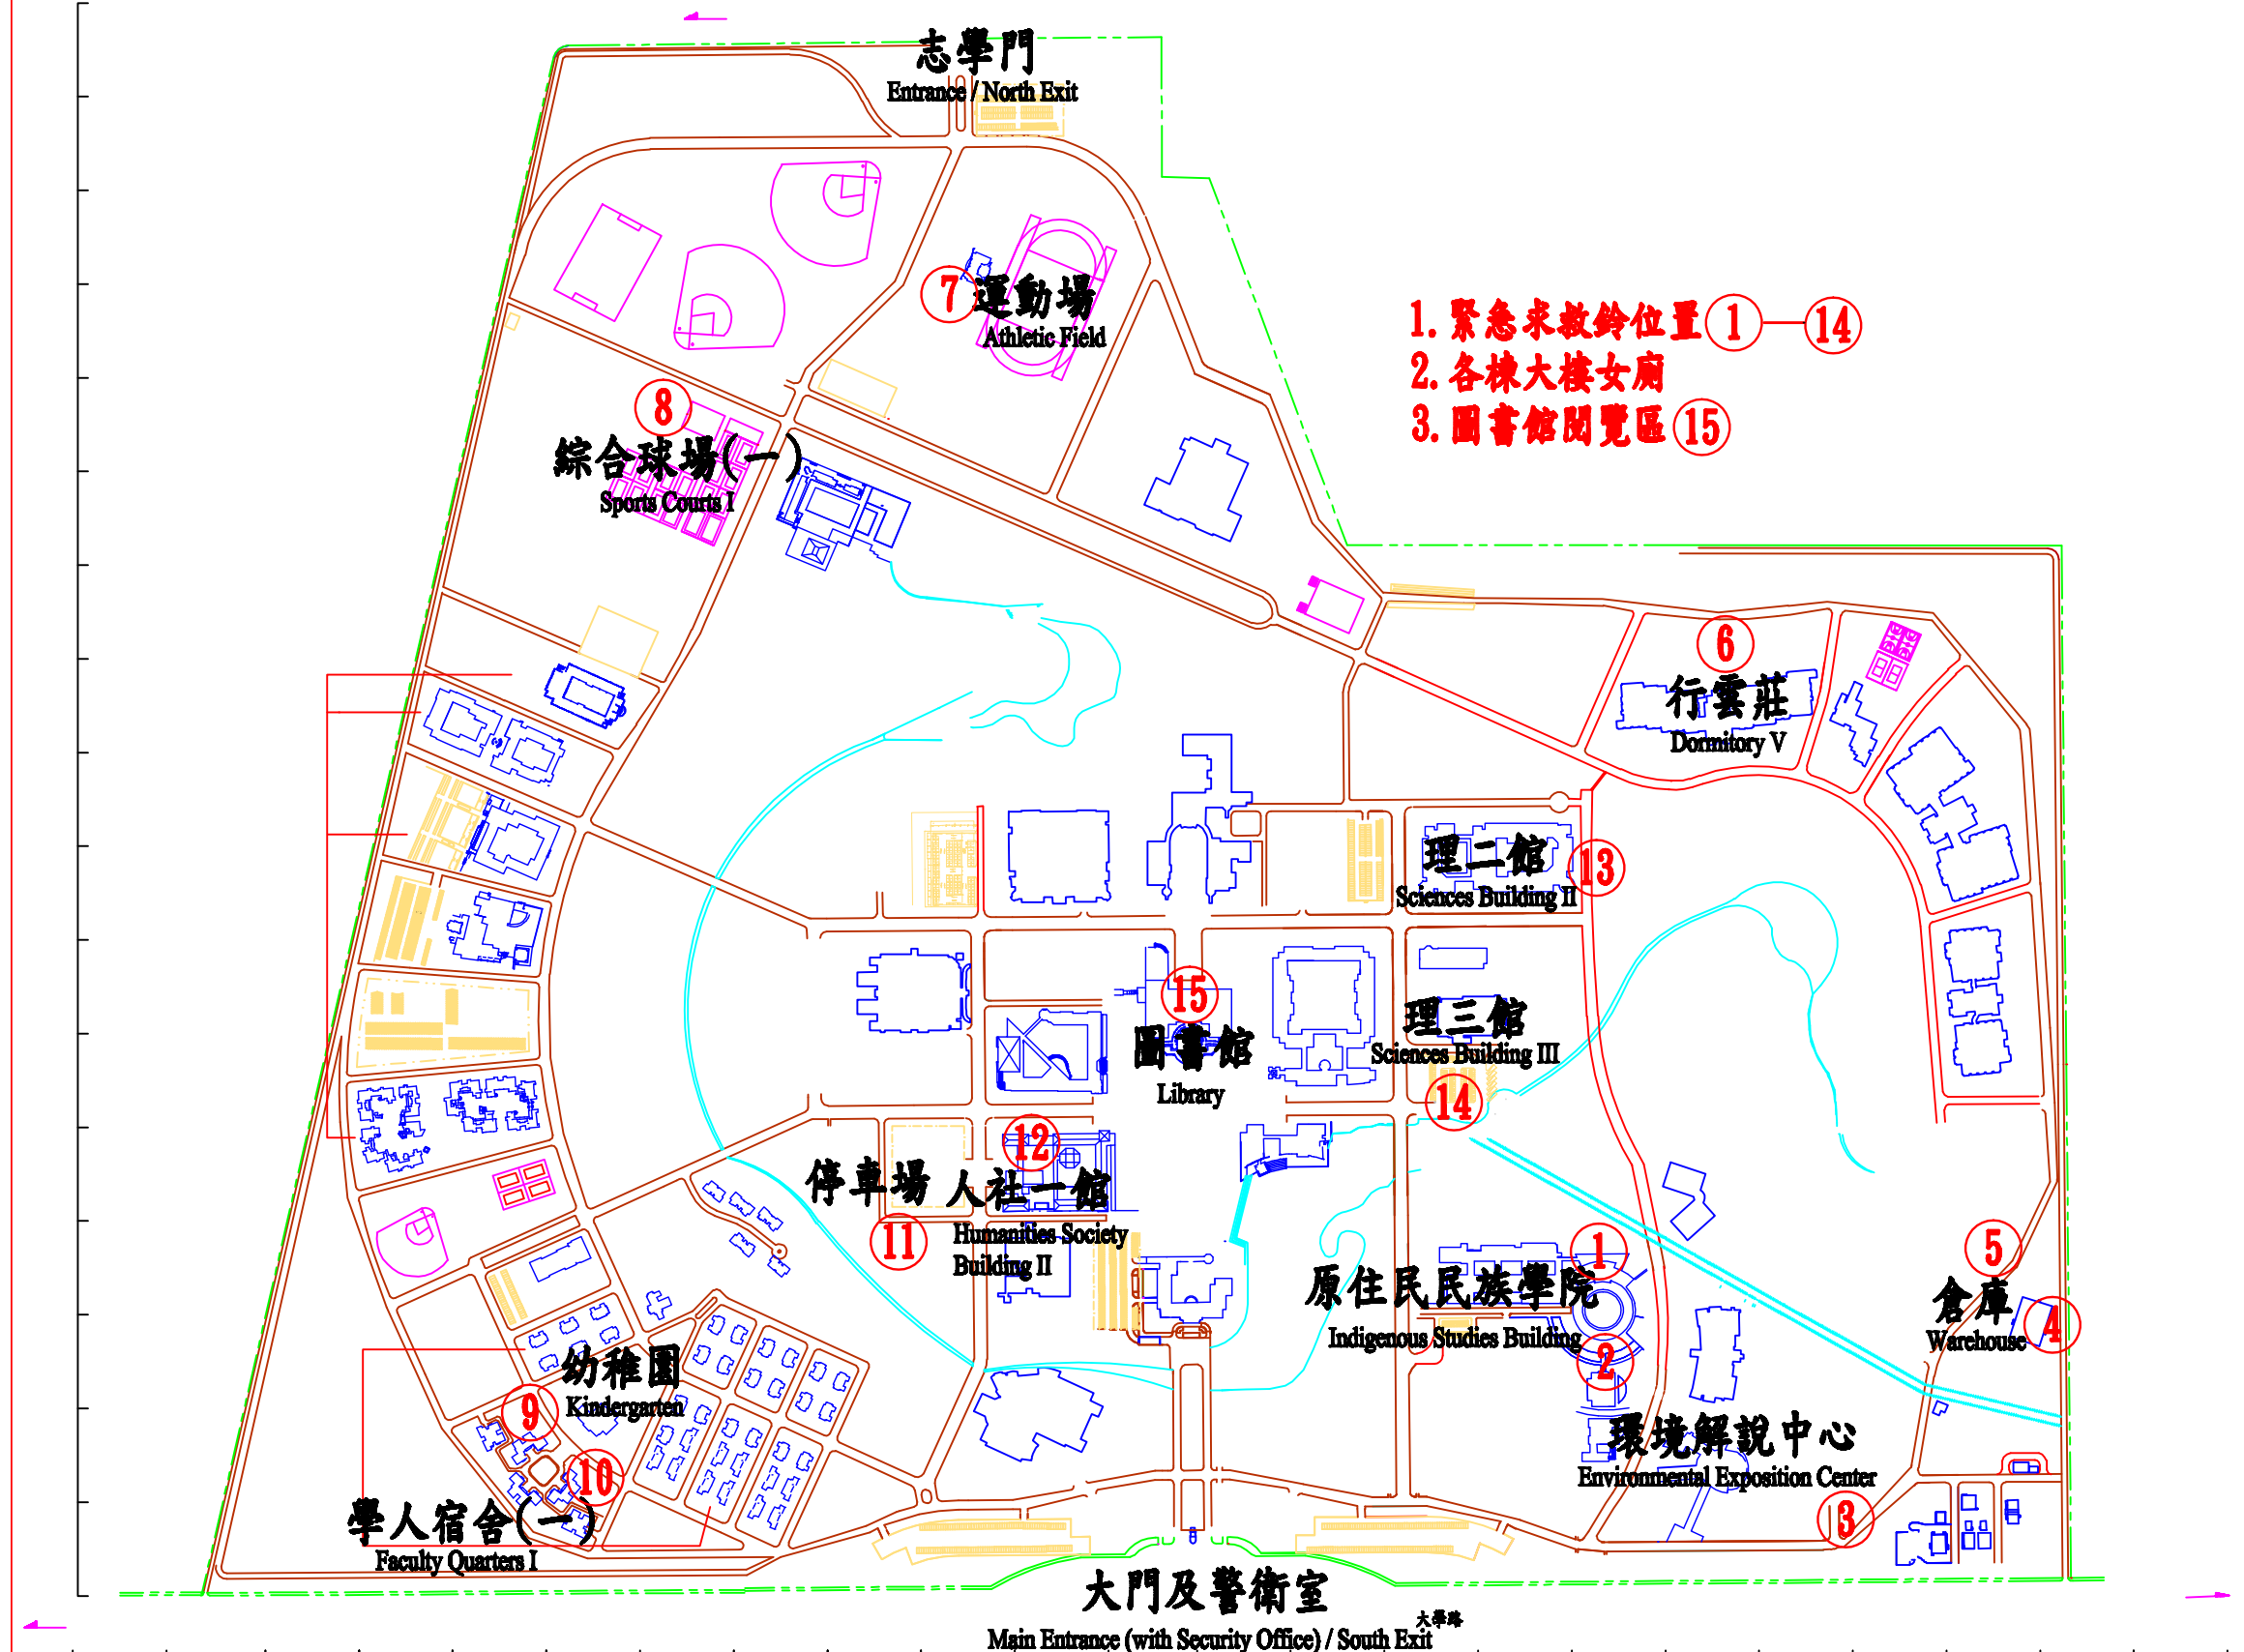 志學門
Entrance / North Exit
7
運動場
Athletic Field
1. 緊急求救鈴位置 1 — 14
2. 各棟大樓女廁
3. 圖書館閱覽區 15
8
綜合球場(一)
Sports Courts I
6
行雲莊
Dormitory V
理二館
13
Sciences Building II
15
理三館
圖書館
Sciences Building III
Library
14
12
停車場
人社一館
11
Humanities Society
Building II
1
5
原住民民族學院
倉庫
4
Indigenous Studies Building
Warehouse
2
幼稚園
9
Kindergarten
環境解說中心
10
Environmental Exposition Center
學人宿舍(一)
3
Faculty Quarters I
大門及警衛室
大學路
Main Entrance (with Security Office) / South Exit